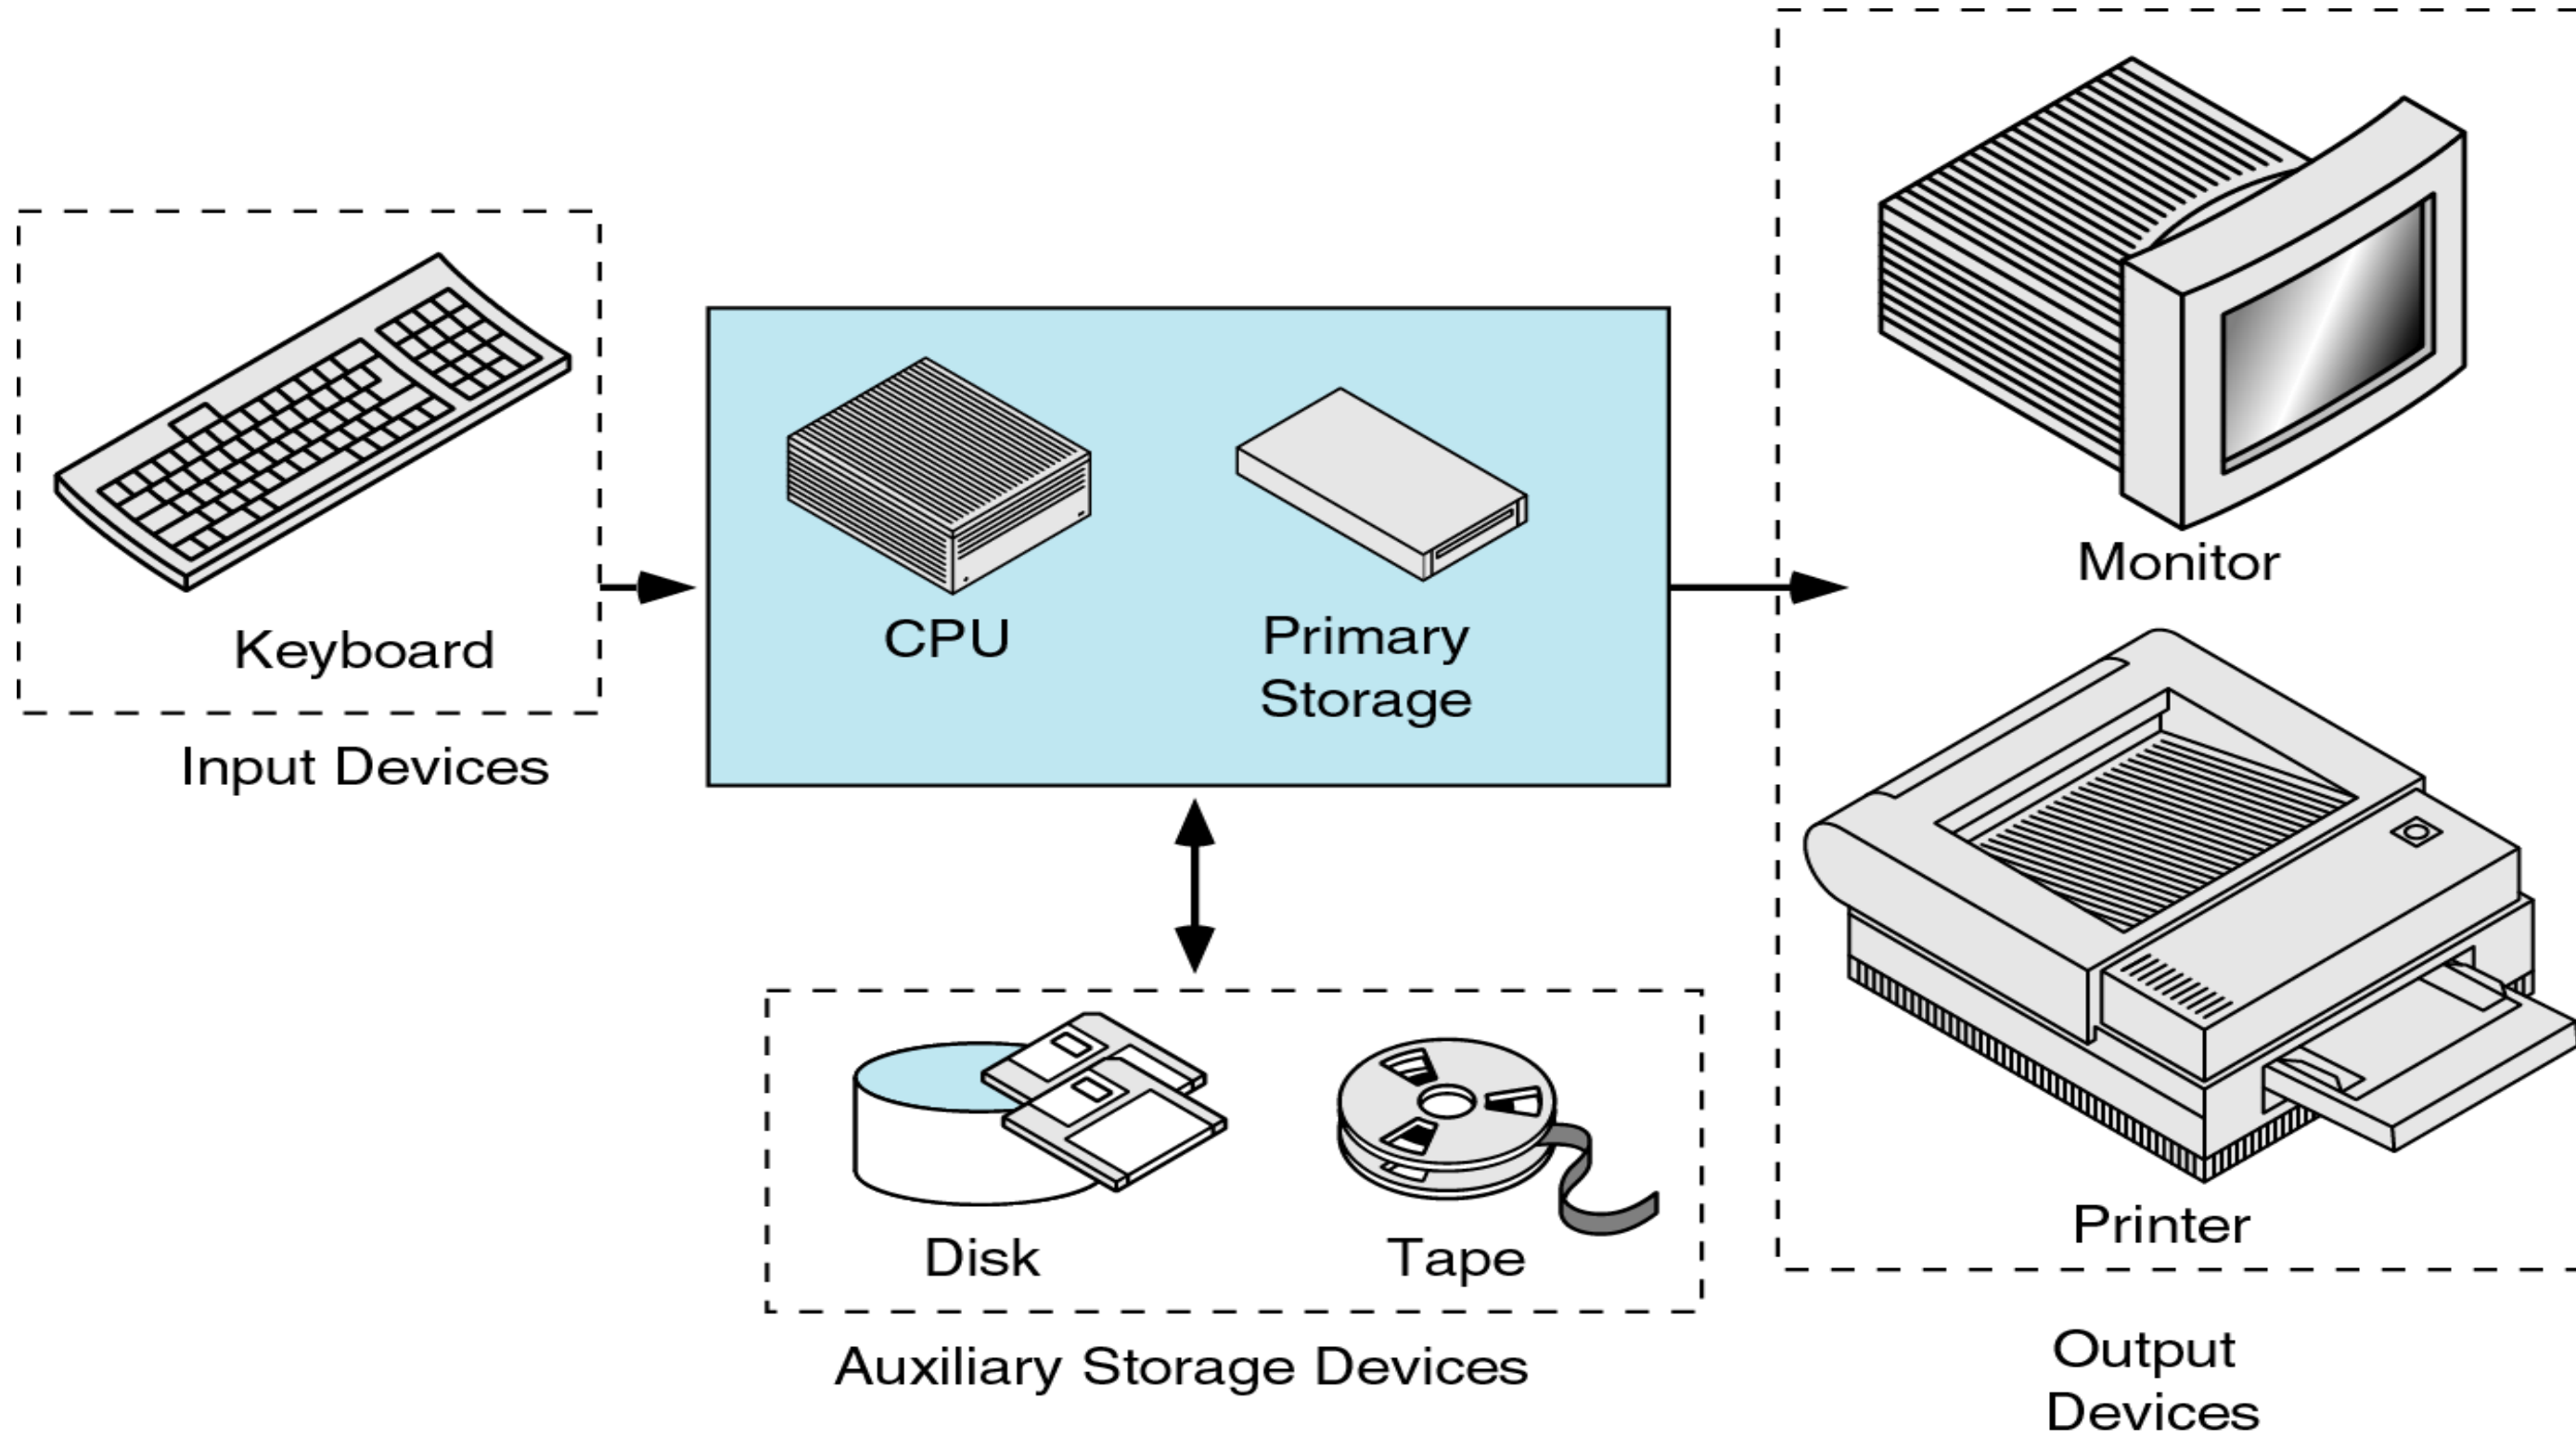 Monitor
Keyboard
Input Devices
CPU
Primary
Storage
Disk
Tape
Auxiliary Storage Devices
Printer
Output
Devices